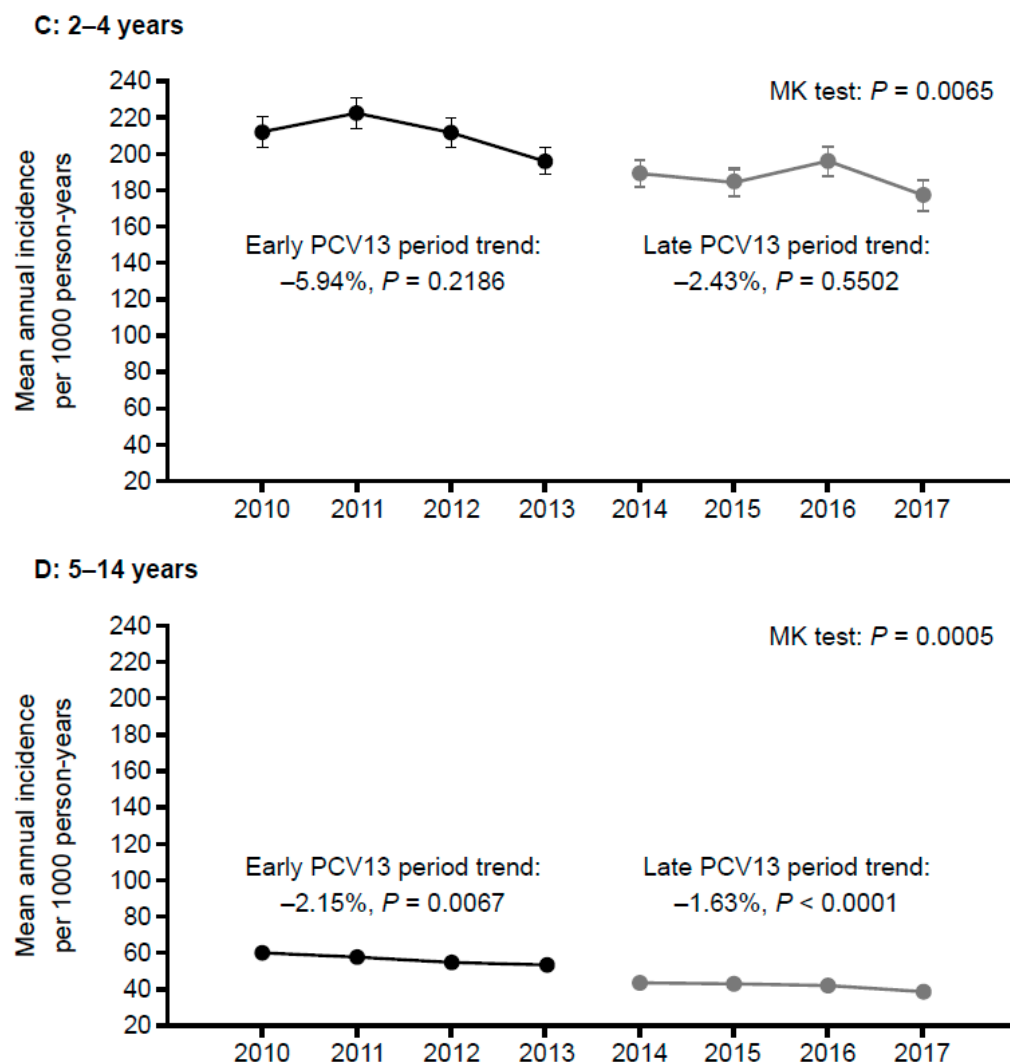 C: 2–4 years
Mean annual incidence
per 1000 person-years
240
220
200
180
160
140
120
100
80
60
40
20
MK test: P = 0.0065
Early PCV13 period trend:
–5.94%, P = 0.2186
Late PCV13 period trend:
–2.43%, P = 0.5502
2010 2011 2012 2013 2014 2015 2016 2017
D: 5–14 years
Mean annual incidence
per 1000 person-years
240
220
200
180
160
140
120
100
80
60
40
20
MK test: P = 0.0005
Early PCV13 period trend:
–2.15%, P = 0.0067
Late PCV13 period trend:
–1.63%, P < 0.0001
2010 2011 2012 2013 2014 2015 2016 2017